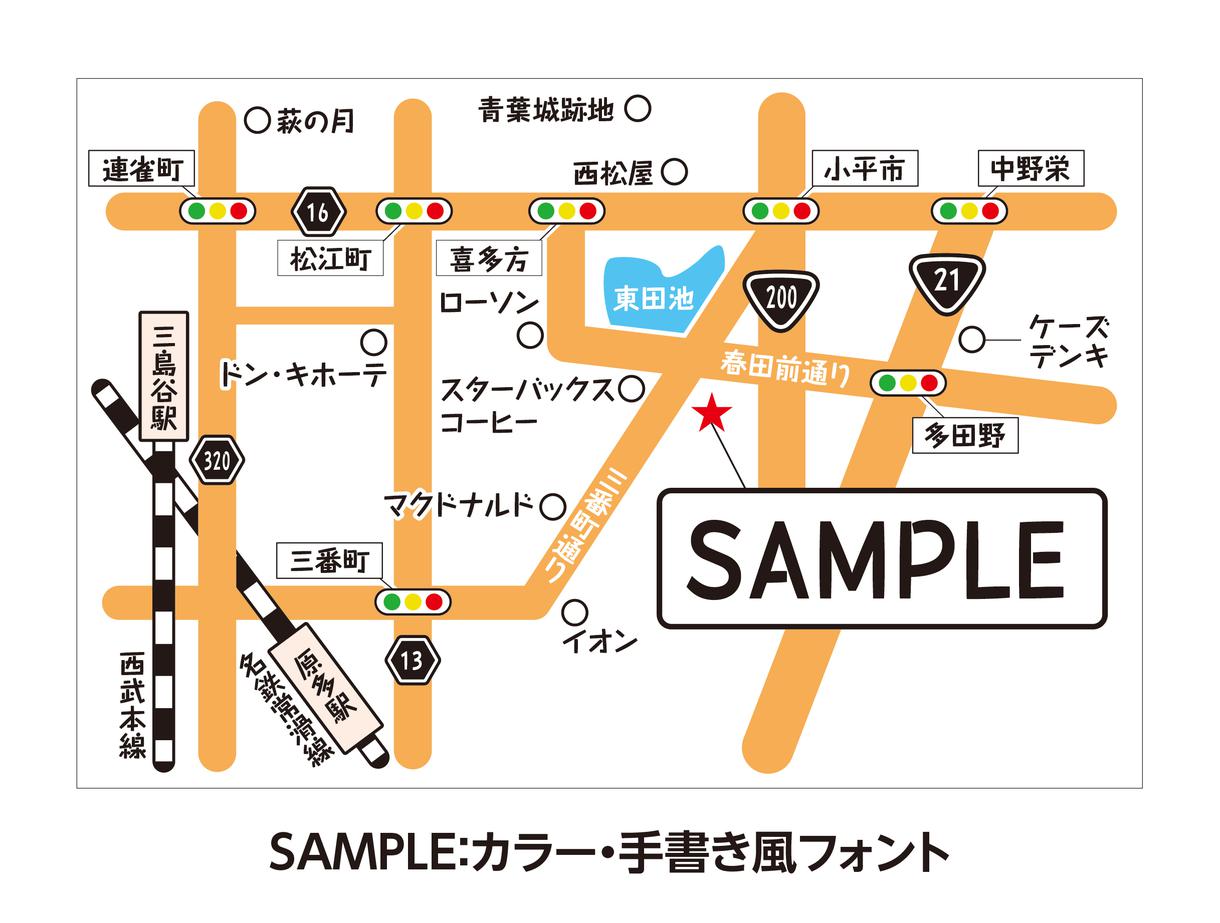 萩の月
青葉城跡地
連雀町
西松屋
小平市
中野栄
16
松江町
喜多方
東田池
200
21
ローソン
ケーズ
デンキ
三島谷駅
ドン・キホーテ
春田前通り
スターバックス
コーヒー
多田野
320
マクドナルド
三番町通り
SAMPLE
三番町
イオン
13
西武本線
名鉄常滑線
原多駅
SAMPLE:カラー・手書き風フォント